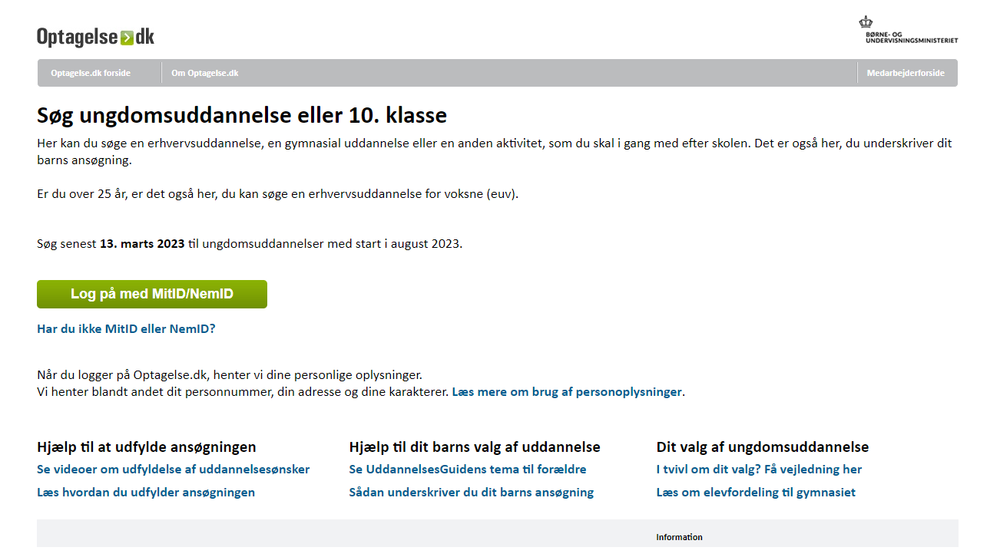 Optagelse.dk
BØRNE- OG
UNDERVISNINGSMINISTERIET
Optagelse.dk forside
Om Optagelse.dk
Medarbejderforside
Søg ungdomsuddannelse eller 10. klasse
Her kan du søge en erhvervsuddannelse, en gymnasial uddannelse eller en anden aktivitet, som du skal i gang med efter skolen. Det er også her, du underskriver dit
barns ansøgning.
Er du over 25 år, er det også her, du kan søge en erhvervsuddannelse for voksne (euv).
Søg senest 13. marts 2023 til ungdomsuddannelser med start i august 2023.
Log på med MitID/NemID
Har du ikke MitID eller NemID?
Når du logger på Optagelse.dk, henter vi dine personlige oplysninger.
Vi henter blandt andet dit personnummer, din adresse og dine karakterer. Læs mere om brug af personoplysninger.
Hjælp til at udfylde ansøgningen
Se videoer om udfyldelse af uddannelsesønsker
Læs hvordan du udfylder ansøgningen
Hjælp til dit barns valg af uddannelse
Se UddannelsesGuidens tema til forældre
Sådan underskriver du dit barns ansøgning
Dit valg af ungdomsuddannelse
I tvivl om dit valg? Få vejledning her
Læs om elevfordeling til gymnasiet
Information